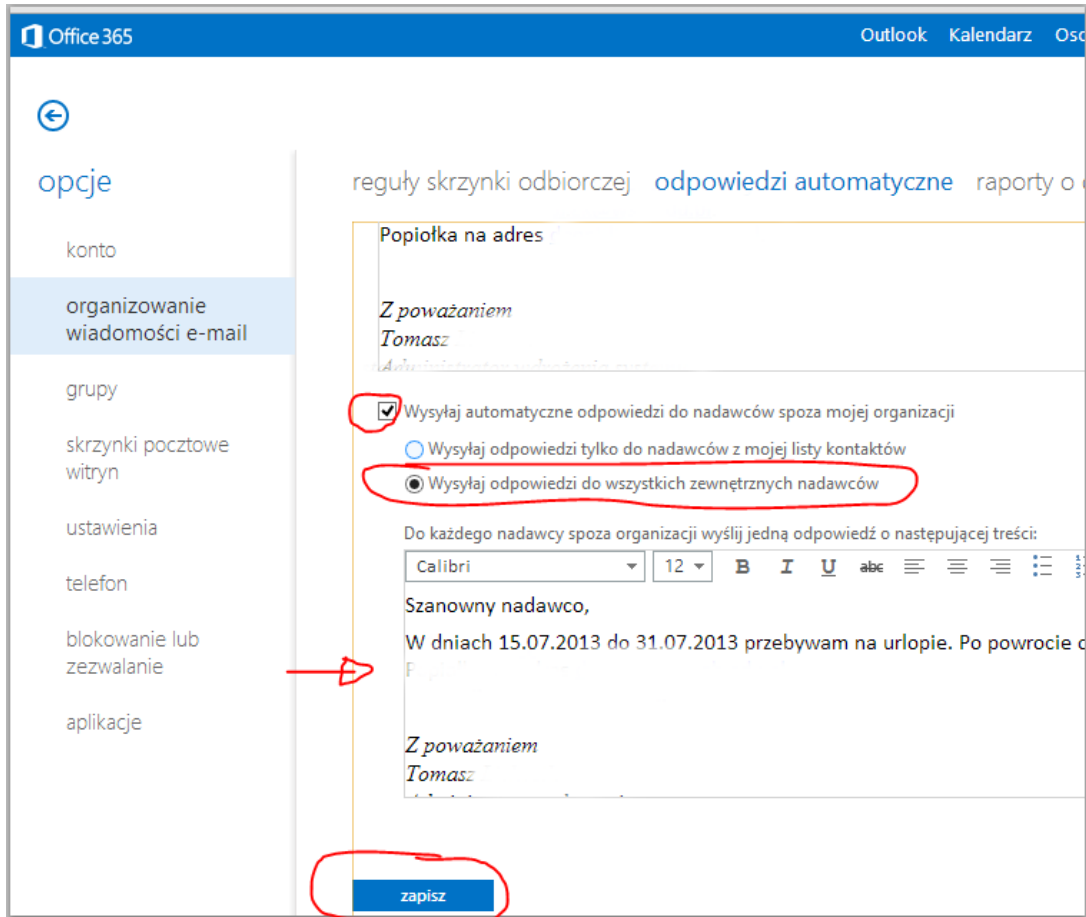 Office 365
Outlook Kalendarz
opcje
reguły skrzynki odbiorczej odpowiedzi automatyczne raporty o
konto
organizowanie
wiadomości e-mail
grupy
skrzynki pocztowe
witryn
ustawienia
telefon
blokowanie lub
zezwalanie
aplikacje
Popiołka na adres
Z poważaniem
Tomasz
Wysyłaj automatyczne odpowiedzi do nadawców spoza mojej organizacji
Wysyłaj odpowiedzi tylko do nadawców z mojej listy kontaktów
Wysyłaj odpowiedzi do wszystkich zewnętrznych nadawców
Do każdego nadawcy spoza organizacji wyślij jedną odpowiedź o następującej treści:
Calibri 12 B I U abc
Szanowny nadawco,
W dniach 15.07.2013 do 31.07.2013 przebywam na urlopie. Po powrocie
Z poważaniem
Tomasz
zapisz